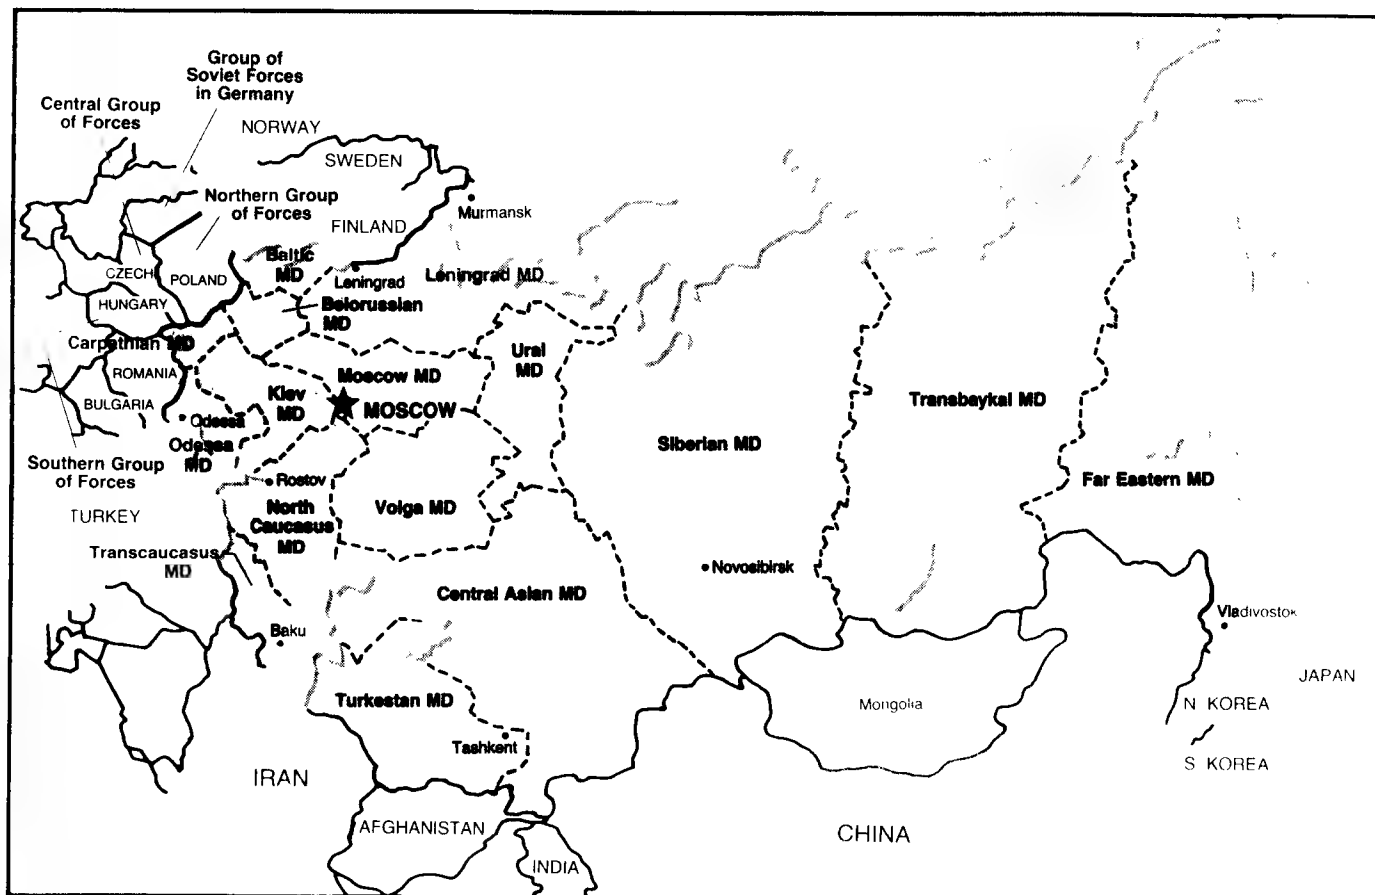 Group of
Soviet Forces
in Germany
Central Group
of Forces
NORWAY
SWEDEN
Northern Group
of Forces
Murmansk
FINLAND
Baltic
MD
CZECH
POLAND
Leningrad
Leningrad MD
HUNGARY
Belorussian
MD
Carpathian MD
Ural
MD
ROMANIA
Moscow MD
Kiev
MD
BULGARIA
MOSCOW
Transbaykal MD
Odessa
Odessa
MD
Siberian MD
Southern Group
of Forces
Rostov
Far Eastern MD
North
Caucasus
MD
Volga MD
TURKEY
Transcaucasus
MD
Novosibirsk
Central Asian MD
Vladivostok
Baku
JAPAN
Turkestan MD
Mongolia
N KOREA
Tashkent
S KOREA
IRAN
AFGHANISTAN
CHINA
INDIA